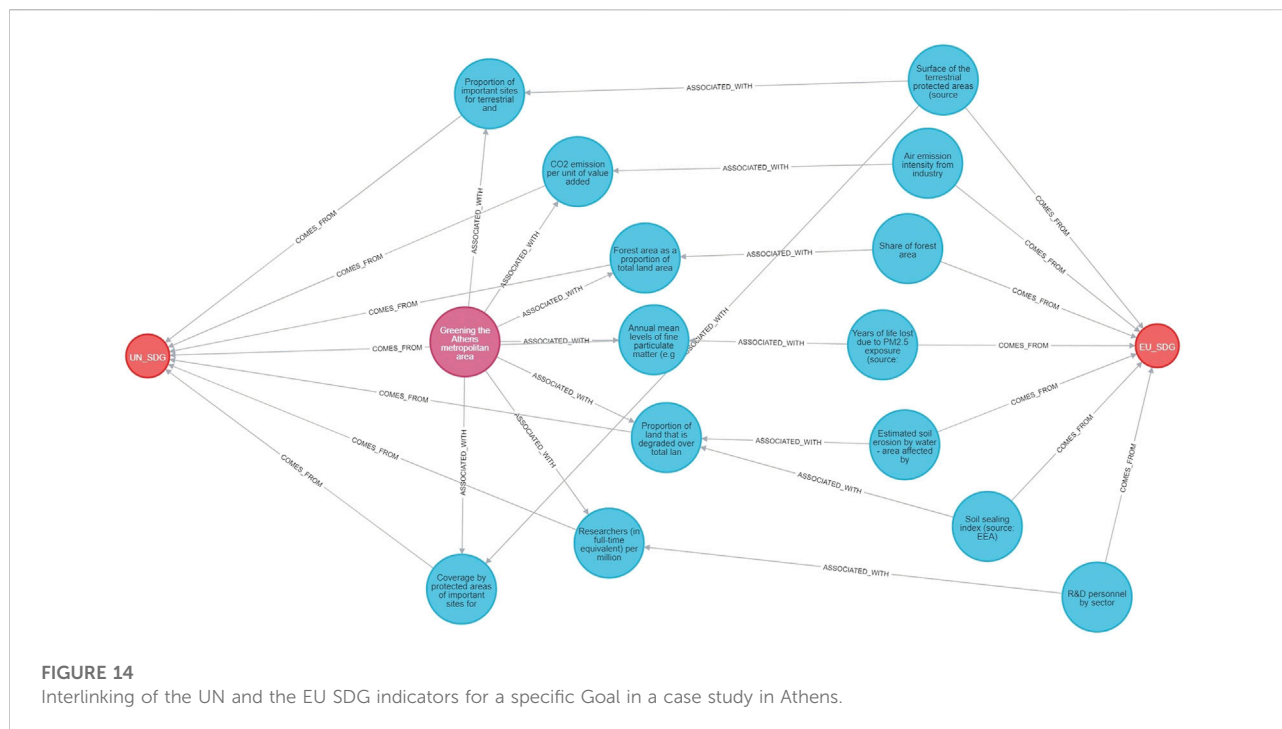 Proportion of
important sites
for terrestrial
and
Surface of the
terrestrial
protected areas
(source
ASSOCIATED_WITH
CO2 emission
per unit of value
added
Air emission
intensity from
industry
ASSOCIATED_WITH
COMES_FROM
COMES_FROM
ASSOCIATED_WITH
ASSOCIATED_WITH
COMES_FROM
COMES_FROM
Forest area as a
proportion of
total land area
Share of forest
area
ASSOCIATED_WITH
COMES_FROM
ASSOCIATED_WITH
COMES_FROM
ASSOCIATED_WITH
UN_SDG
COMES_FROM
Greening the
Athens
metropolitan
area
ASSOCIATED_WITH
Annual mean
levels of fine
particulate
matter (e.g
ASSOCIATED_WITH
Years of life lost
due to PM2.5
exposure
(source:
COMES_FROM
EU_SDG
COMES_FROM
ASSOCIATED_WITH
COMES_FROM
Proportion of
land that is
degraded over
total lan
ASSOCIATED_WITH
Estimated soil
erosion by water
- area affected
by
COMES_FROM
ASSOCIATED_WITH
ASSOCIATED_WITH
ASSOCIATED_WITH
COMES_FROM
COMES_FROM
COMES_FROM
Soil sealing
index (source:
EEA)
Researchers (in
full-time
equivalent) per
million
ASSOCIATED_WITH
Coverage by
protected areas
of important
sites for
R&D personnel
by sector
FIGURE 14
Interlinking of the UN and the EU SDG indicators for a specific Goal in a case study in Athens.